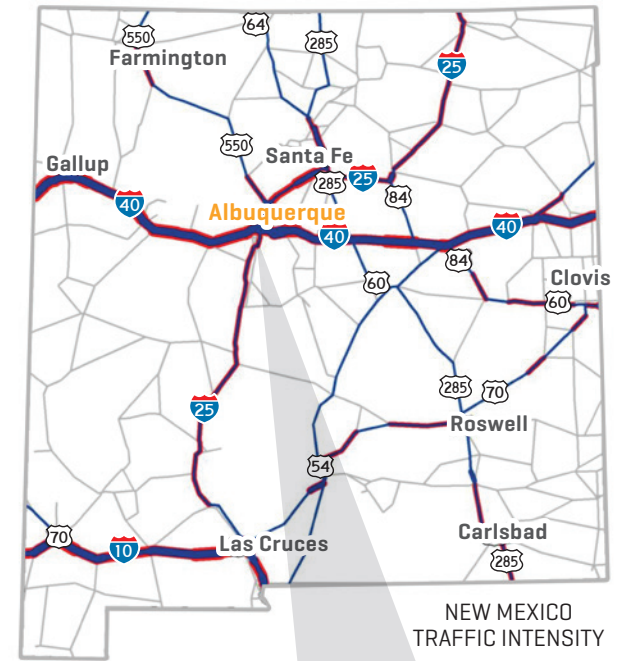 64
550
285
Farmington
25
550
Santa Fe
Gallup
285
25
84
40
Albuquerque
40
40
84
60
Clovis
60
285
70
25
Roswell
54
70
10
Las Cruces
Carlsbad
285
NEW MEXICO
TRAFFIC INTENSITY